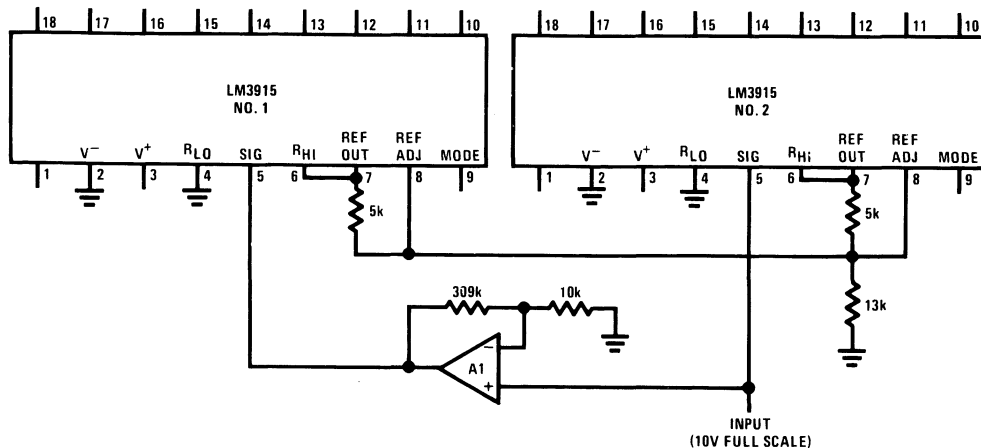 18 17 16 15 14 13 12 11 10
18 17 16 15 14 13 12 11 10
LM3915
NO. 1
LM3915
NO. 2
V− V+ RLO SIG RHI REF OUT REF ADJ MODE
V− V+ RLO SIG RHi REF OUT REF ADJ MODE
1 2 3 4 5 6 7 8 9
1 2 3 4 5 6 7 8 9
5k
5k
309k
10k
13k
−
A1
+
INPUT
(10V FULL SCALE)